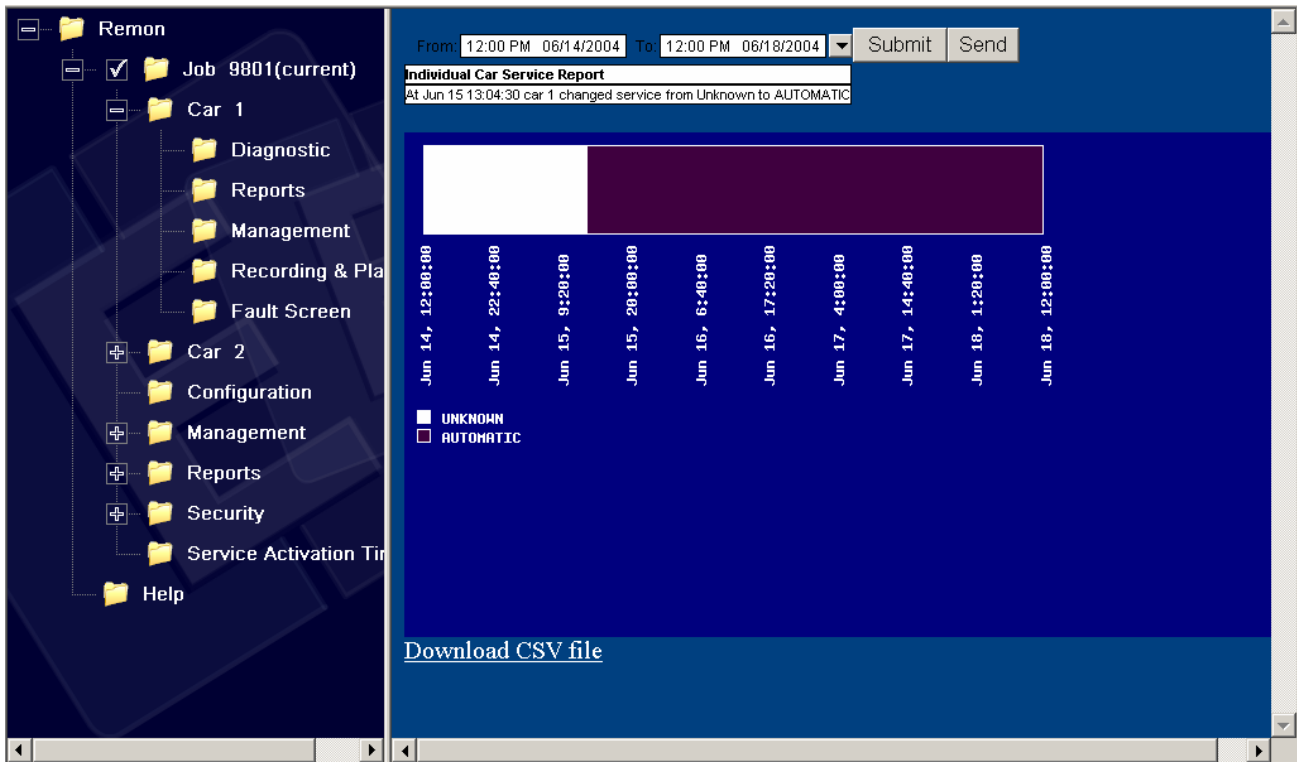 Remon
Job 9801(current)
Car 1
Diagnostic
Reports
Management
Recording & Pla
Fault Screen
Car 2
Configuration
Management
Reports
Security
Service Activation Tir
Help
From: 12:00 PM 06/14/2004 To: 12:00 PM 06/18/2004 Submit Send
Individual Car Service Report
At Jun 15 13:04:30 car 1 changed service from Unknown to AUTOMATIC
Jun 14, 12:00:00
Jun 14, 22:40:00
Jun 15, 9:20:00
Jun 15, 20:00:00
Jun 16, 6:40:00
Jun 16, 17:20:00
Jun 17, 4:00:00
Jun 17, 14:40:00
Jun 18, 1:20:00
Jun 18, 12:00:00
UNKNOWN
AUTOMATIC
Download CSV file